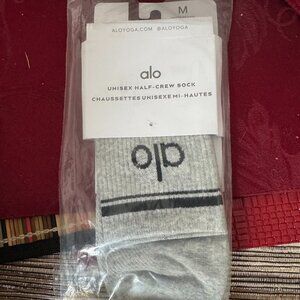 M
ALOYOGA.COM @ALOYOGA
alo
UNISEX HALF-CREW SOCK
CHAUSSETTES UNISEXE MI-HAUTES
alo